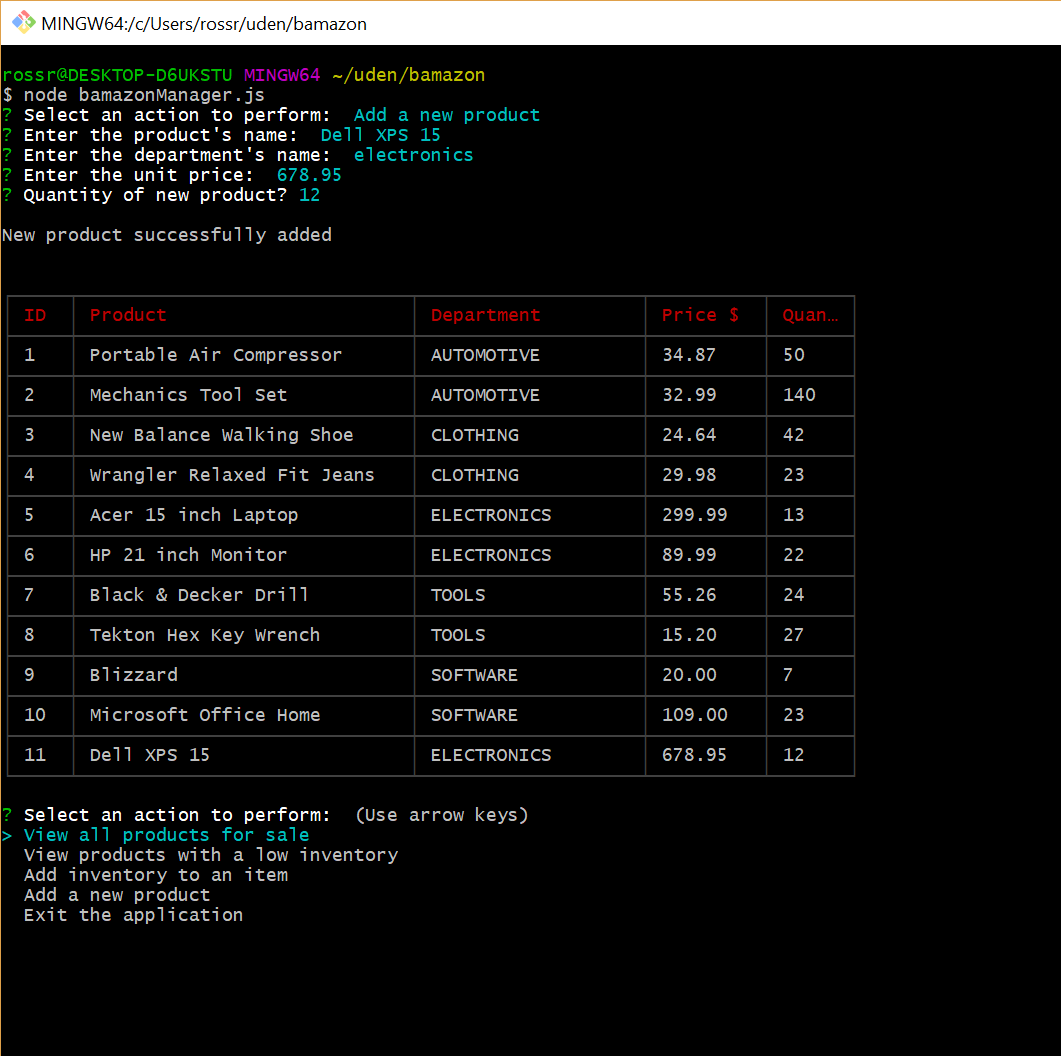 MINGW64:/c/Users/rossr/uden/bamazon
rossr@DESKTOP-D6UKSTU MINGW64 ~/uden/bamazon
$ node bamazonManager.js
? Select an action to perform:  Add a new product
? Enter the product's name:  Dell XPS 15
? Enter the department's name:  electronics
? Enter the unit price:  678.95
? Quantity of new product? 12
New product successfully added
ID Product Department Price $ Quan…
1 Portable Air Compressor AUTOMOTIVE 34.87 50
2 Mechanics Tool Set AUTOMOTIVE 32.99 140
3 New Balance Walking Shoe CLOTHING 24.64 42
4 Wrangler Relaxed Fit Jeans CLOTHING 29.98 23
5 Acer 15 inch Laptop ELECTRONICS 299.99 13
6 HP 21 inch Monitor ELECTRONICS 89.99 22
7 Black & Decker Drill TOOLS 55.26 24
8 Tekton Hex Key Wrench TOOLS 15.20 27
9 Blizzard SOFTWARE 20.00 7
10 Microsoft Office Home SOFTWARE 109.00 23
11 Dell XPS 15 ELECTRONICS 678.95 12
? Select an action to perform:  (Use arrow keys)
> View all products for sale
View products with a low inventory
Add inventory to an item
Add a new product
Exit the application